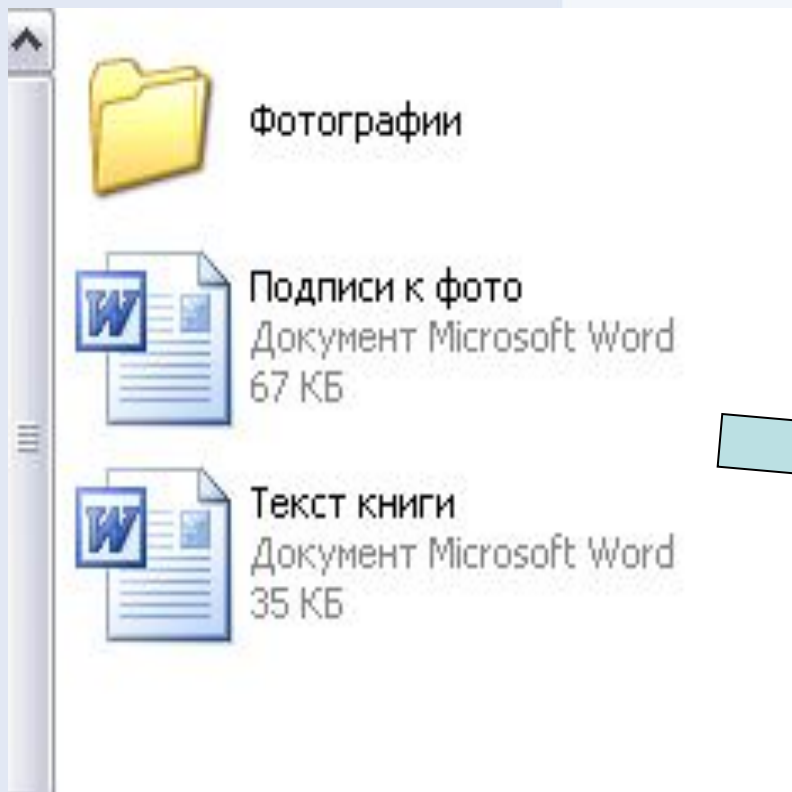 Фотографии
Подписи к фото
Документ Microsoft Word
67 КБ
Текст книги
Документ Microsoft Word
35 КБ